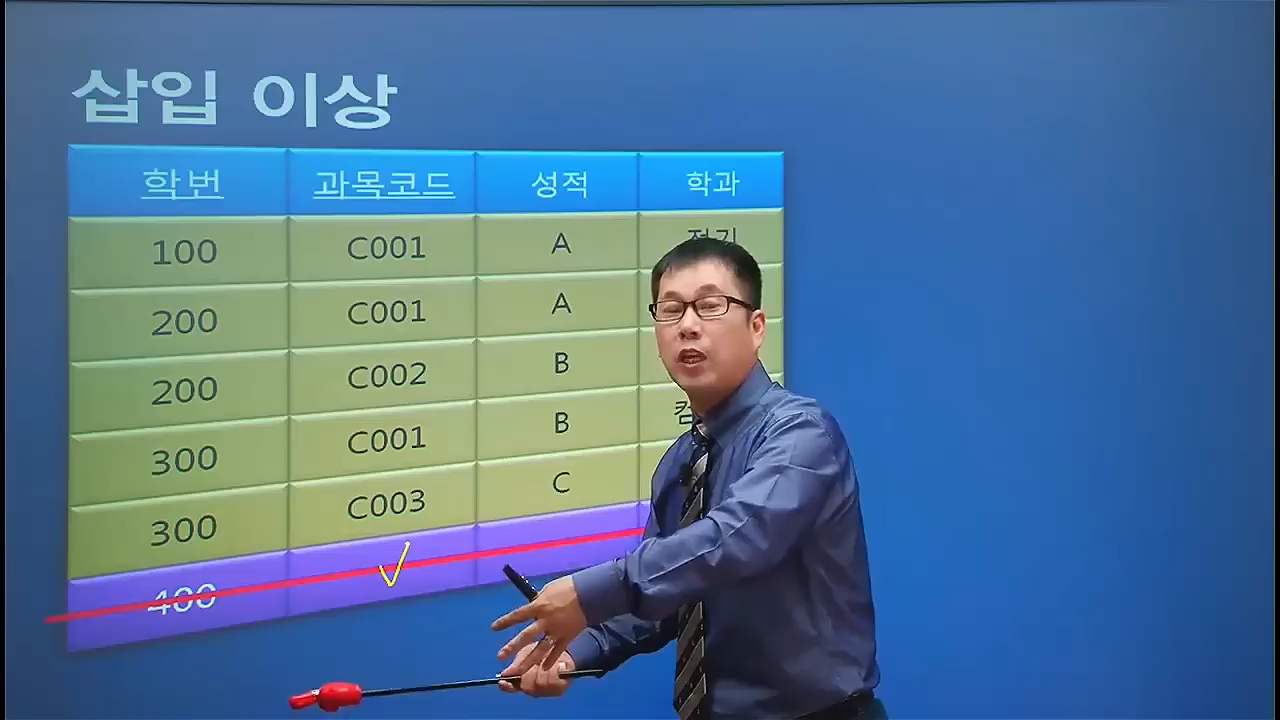 삽입 이상
학번 과목코드 성적 학과
100 C001 A
200 C001 A
200 C002 B
300 C001 B
300 C003 C
400